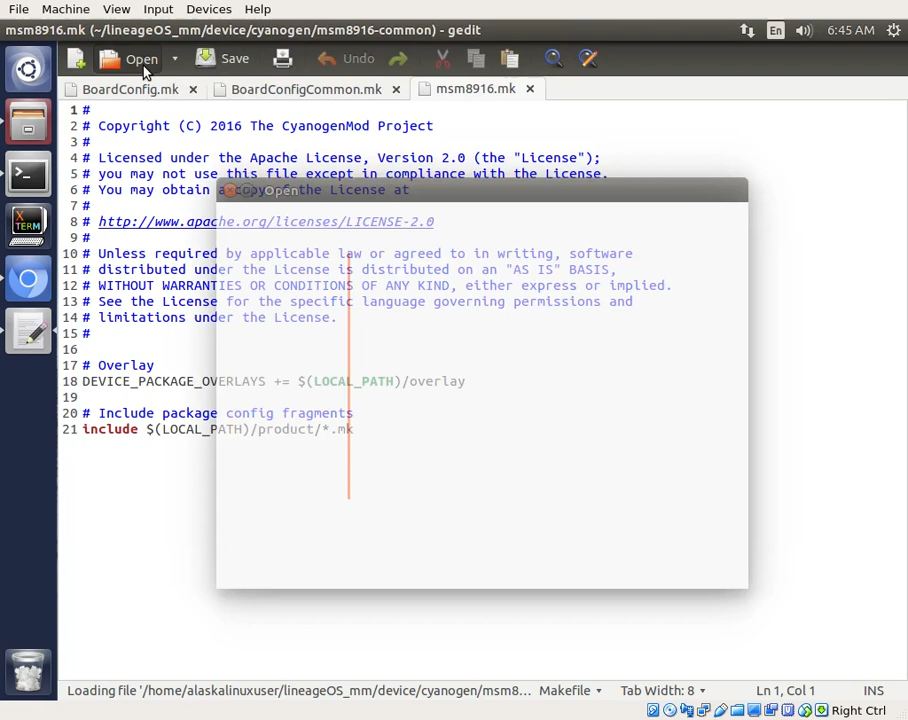 File Machine View Input Devices Help
msm8916.mk (~/lineageOS_mm/device/cyanogen/msm8916-common) - gedit En 6:45 AM
Open Save Undo
BoardConfig.mk × BoardConfigCommon.mk × msm8916.mk ×
Open
1 #
2 # Copyright (C) 2016 The CyanogenMod Project
3 #
4 # Licensed under the Apache License, Version 2.0 (the "License");
5 # you may not use this file except in compliance with the License.
6 # You may obtain a copy of the License at
7 #
8 # http://www.apache.org/licenses/LICENSE-2.0
9 #
10 # Unless required by applicable law or agreed to in writing, software
11 # distributed under the License is distributed on an "AS IS" BASIS,
12 # WITHOUT WARRANTIES OR CONDITIONS OF ANY KIND, either express or implied.
13 # See the License for the specific language governing permissions and
14 # limitations under the License.
15 #
16
17 # Overlay
18 DEVICE_PACKAGE_OVERLAYS += $(LOCAL_PATH)/overlay
19
20 # Include package config fragments
21 include $(LOCAL_PATH)/product/*.mk
X TERM
Loading file '/home/alaskalinuxuser/lineageOS_mm/device/cyanogen/msm8... Makefile Tab Width: 8 Ln 1, Col 1 INS
Right Ctrl